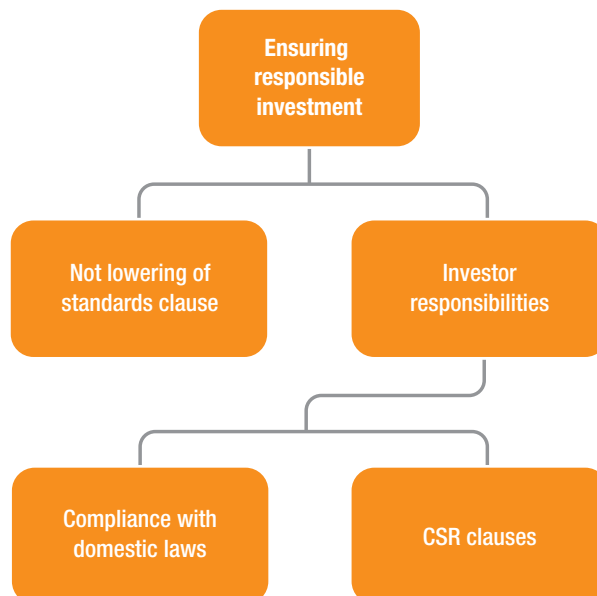 Ensuring
responsible
investment
Not lowering of
standards clause
Investor
responsibilities
Compliance with
domestic laws
CSR clauses